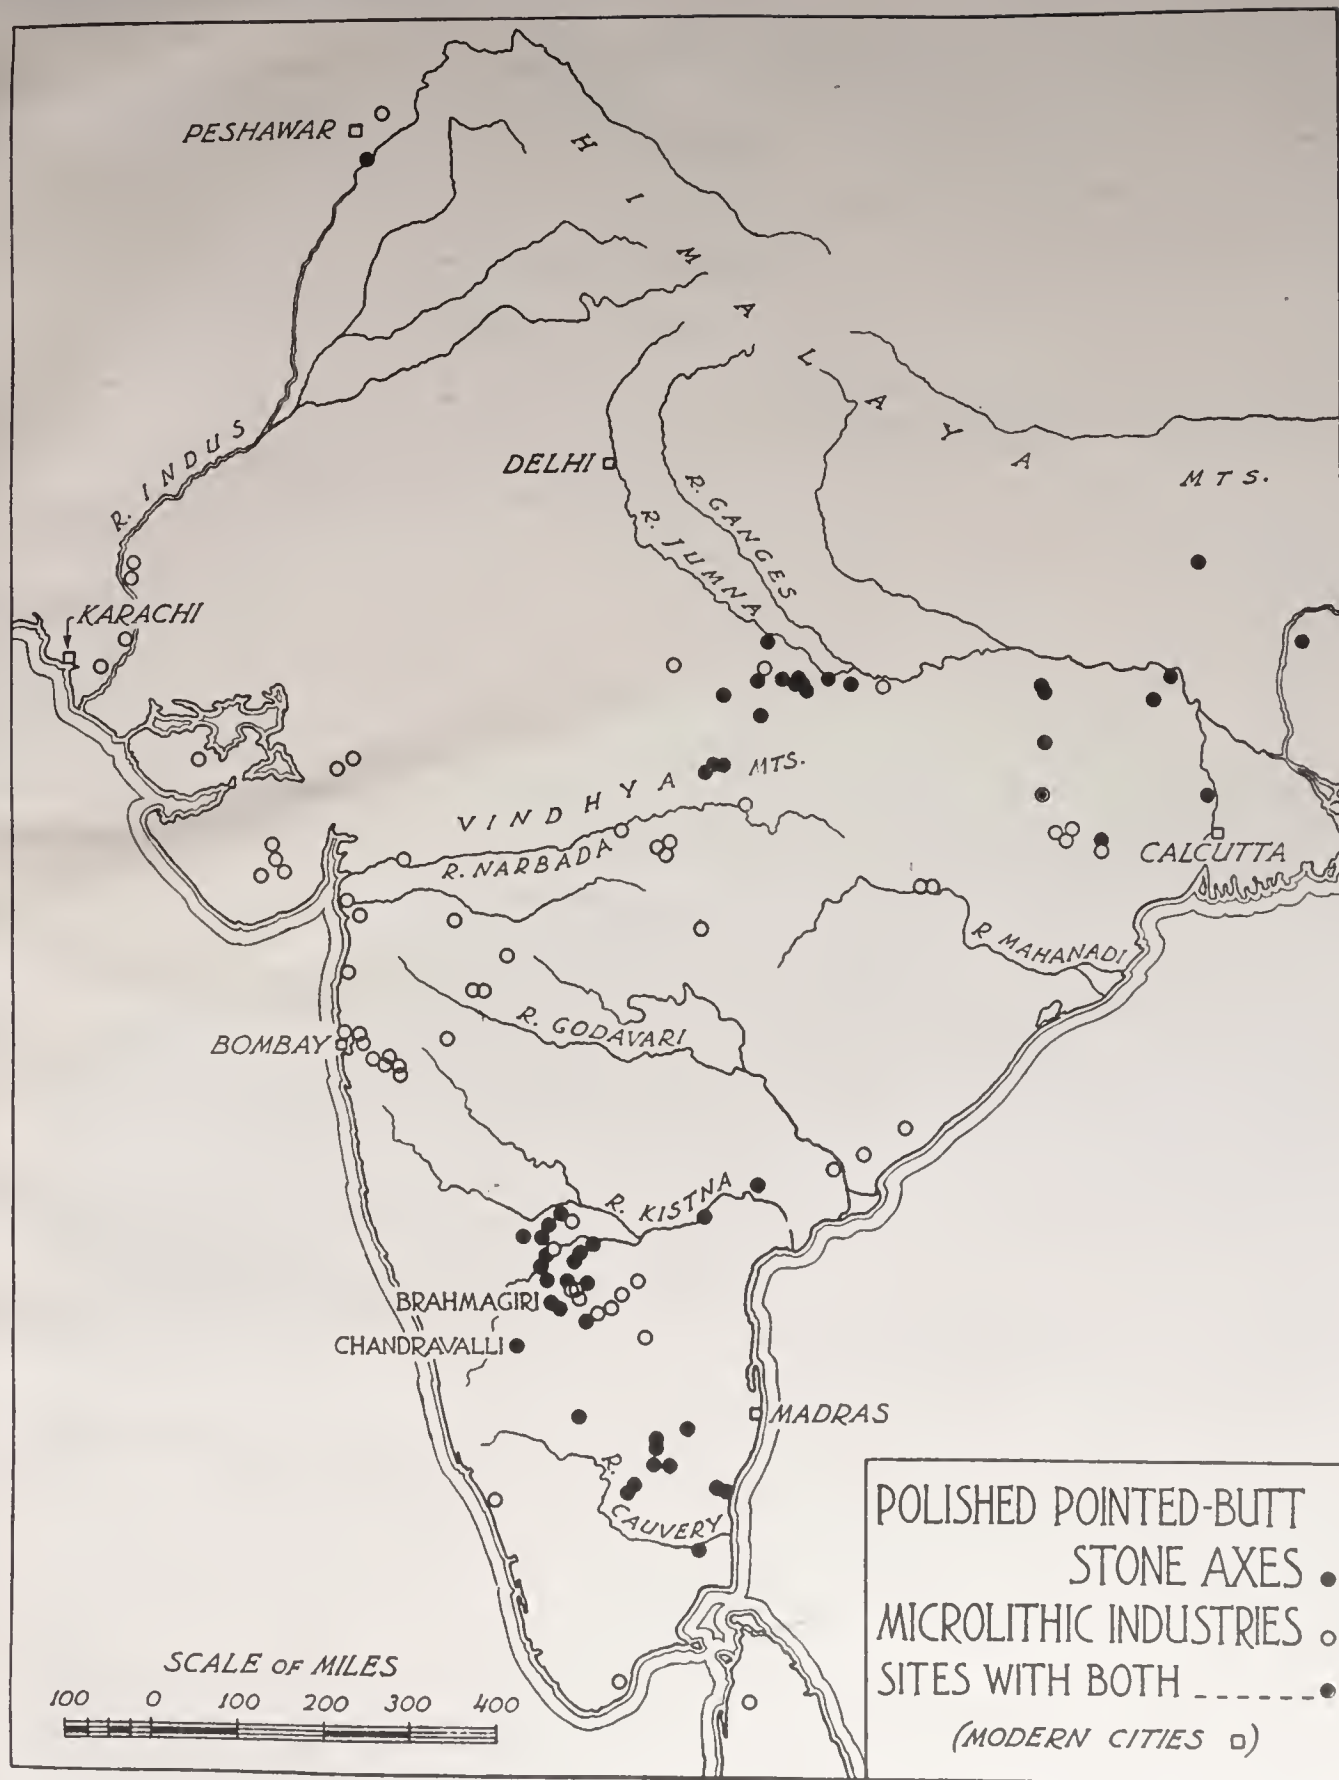 PESHAWAR
HIMALAYA MTS.
R. INDUS
DELHI
R. GANGES
R. JUMNA
KARACHI
VINDHYA MTS.
R. NARBADA
CALCUTTA
R MAHANADI
R. GODAVARI
BOMBAY
R. KISTNA
BRAHMAGIRI
CHANDRAVALLI
MADRAS
R. CAUVERY
POLISHED POINTED-BUTT
STONE AXES
MICROLITHIC INDUSTRIES
SITES WITH BOTH
(MODERN CITIES )
SCALE OF MILES
100 0 100 200 300 400